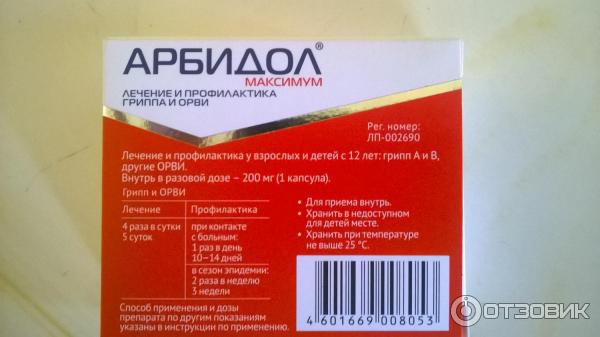 АРБИДОЛ®
МАКСИМУМ
ЛЕЧЕНИЕ И ПРОФИЛАКТИКА
ГРИППА И ОРВИ
Рег. номер:
ЛП-002690
Лечение и профилактика у взрослых и детей с 12 лет: грипп А и В,
другие ОРВИ.
Внутрь в разовой дозе – 200 мг (1 капсула).
Грипп и ОРВИ
Лечение
Профилактика
4 раза в сутки
5 суток
при контакте
с больным:
1 раз в день
10–14 дней
в сезон эпидемии:
2 раза в неделю
3 недели
• Для приема внутрь.
• Хранить в недоступном
для детей месте.
• Хранить при температуре
не выше 25 °С.
Способ применения и дозы
препарата по другим показаниям
указаны в инструкции по применению.
4 601669 008053
ОТЗОВИК